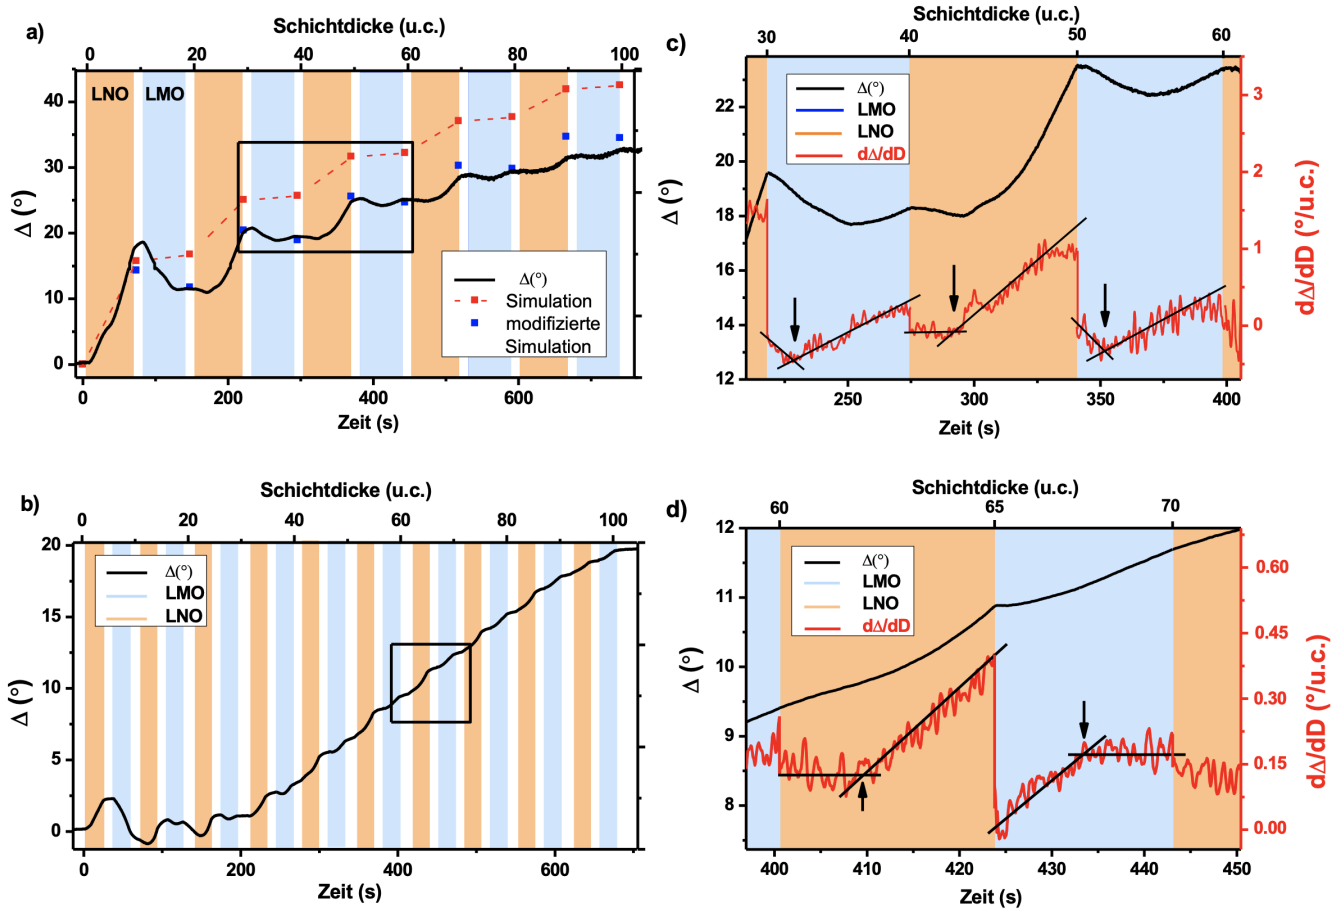 a)
Schichtdicke (u.c.)
0 20 40 60 80 100
LNO LMO
40
30
20
10
0
Δ (°)
Δ(°)
Simulation
modifizierte
Simulation
0 200 400 600
Zeit (s)
c)
Schichtdicke (u.c.)
30 40 50 60
22
20
18
16
14
12
Δ (°)
Δ(°)
LMO
LNO
dΔ/dD
3
2
1
0
dΔ/dD (°/u.c.)
250 300 350 400
Zeit (s)
b)
Schichtdicke (u.c.)
0 20 40 60 80 100
20
15
10
5
0
Δ (°)
Δ(°)
LMO
LNO
0 200 400 600
Zeit (s)
d)
Schichtdicke (u.c.)
60 65 70
12
11
10
9
8
Δ (°)
Δ(°)
LMO
LNO
dΔ/dD
0.60
0.45
0.30
0.15
0.00
dΔ/dD (°/u.c.)
400 410 420 430 440 450
Zeit (s)